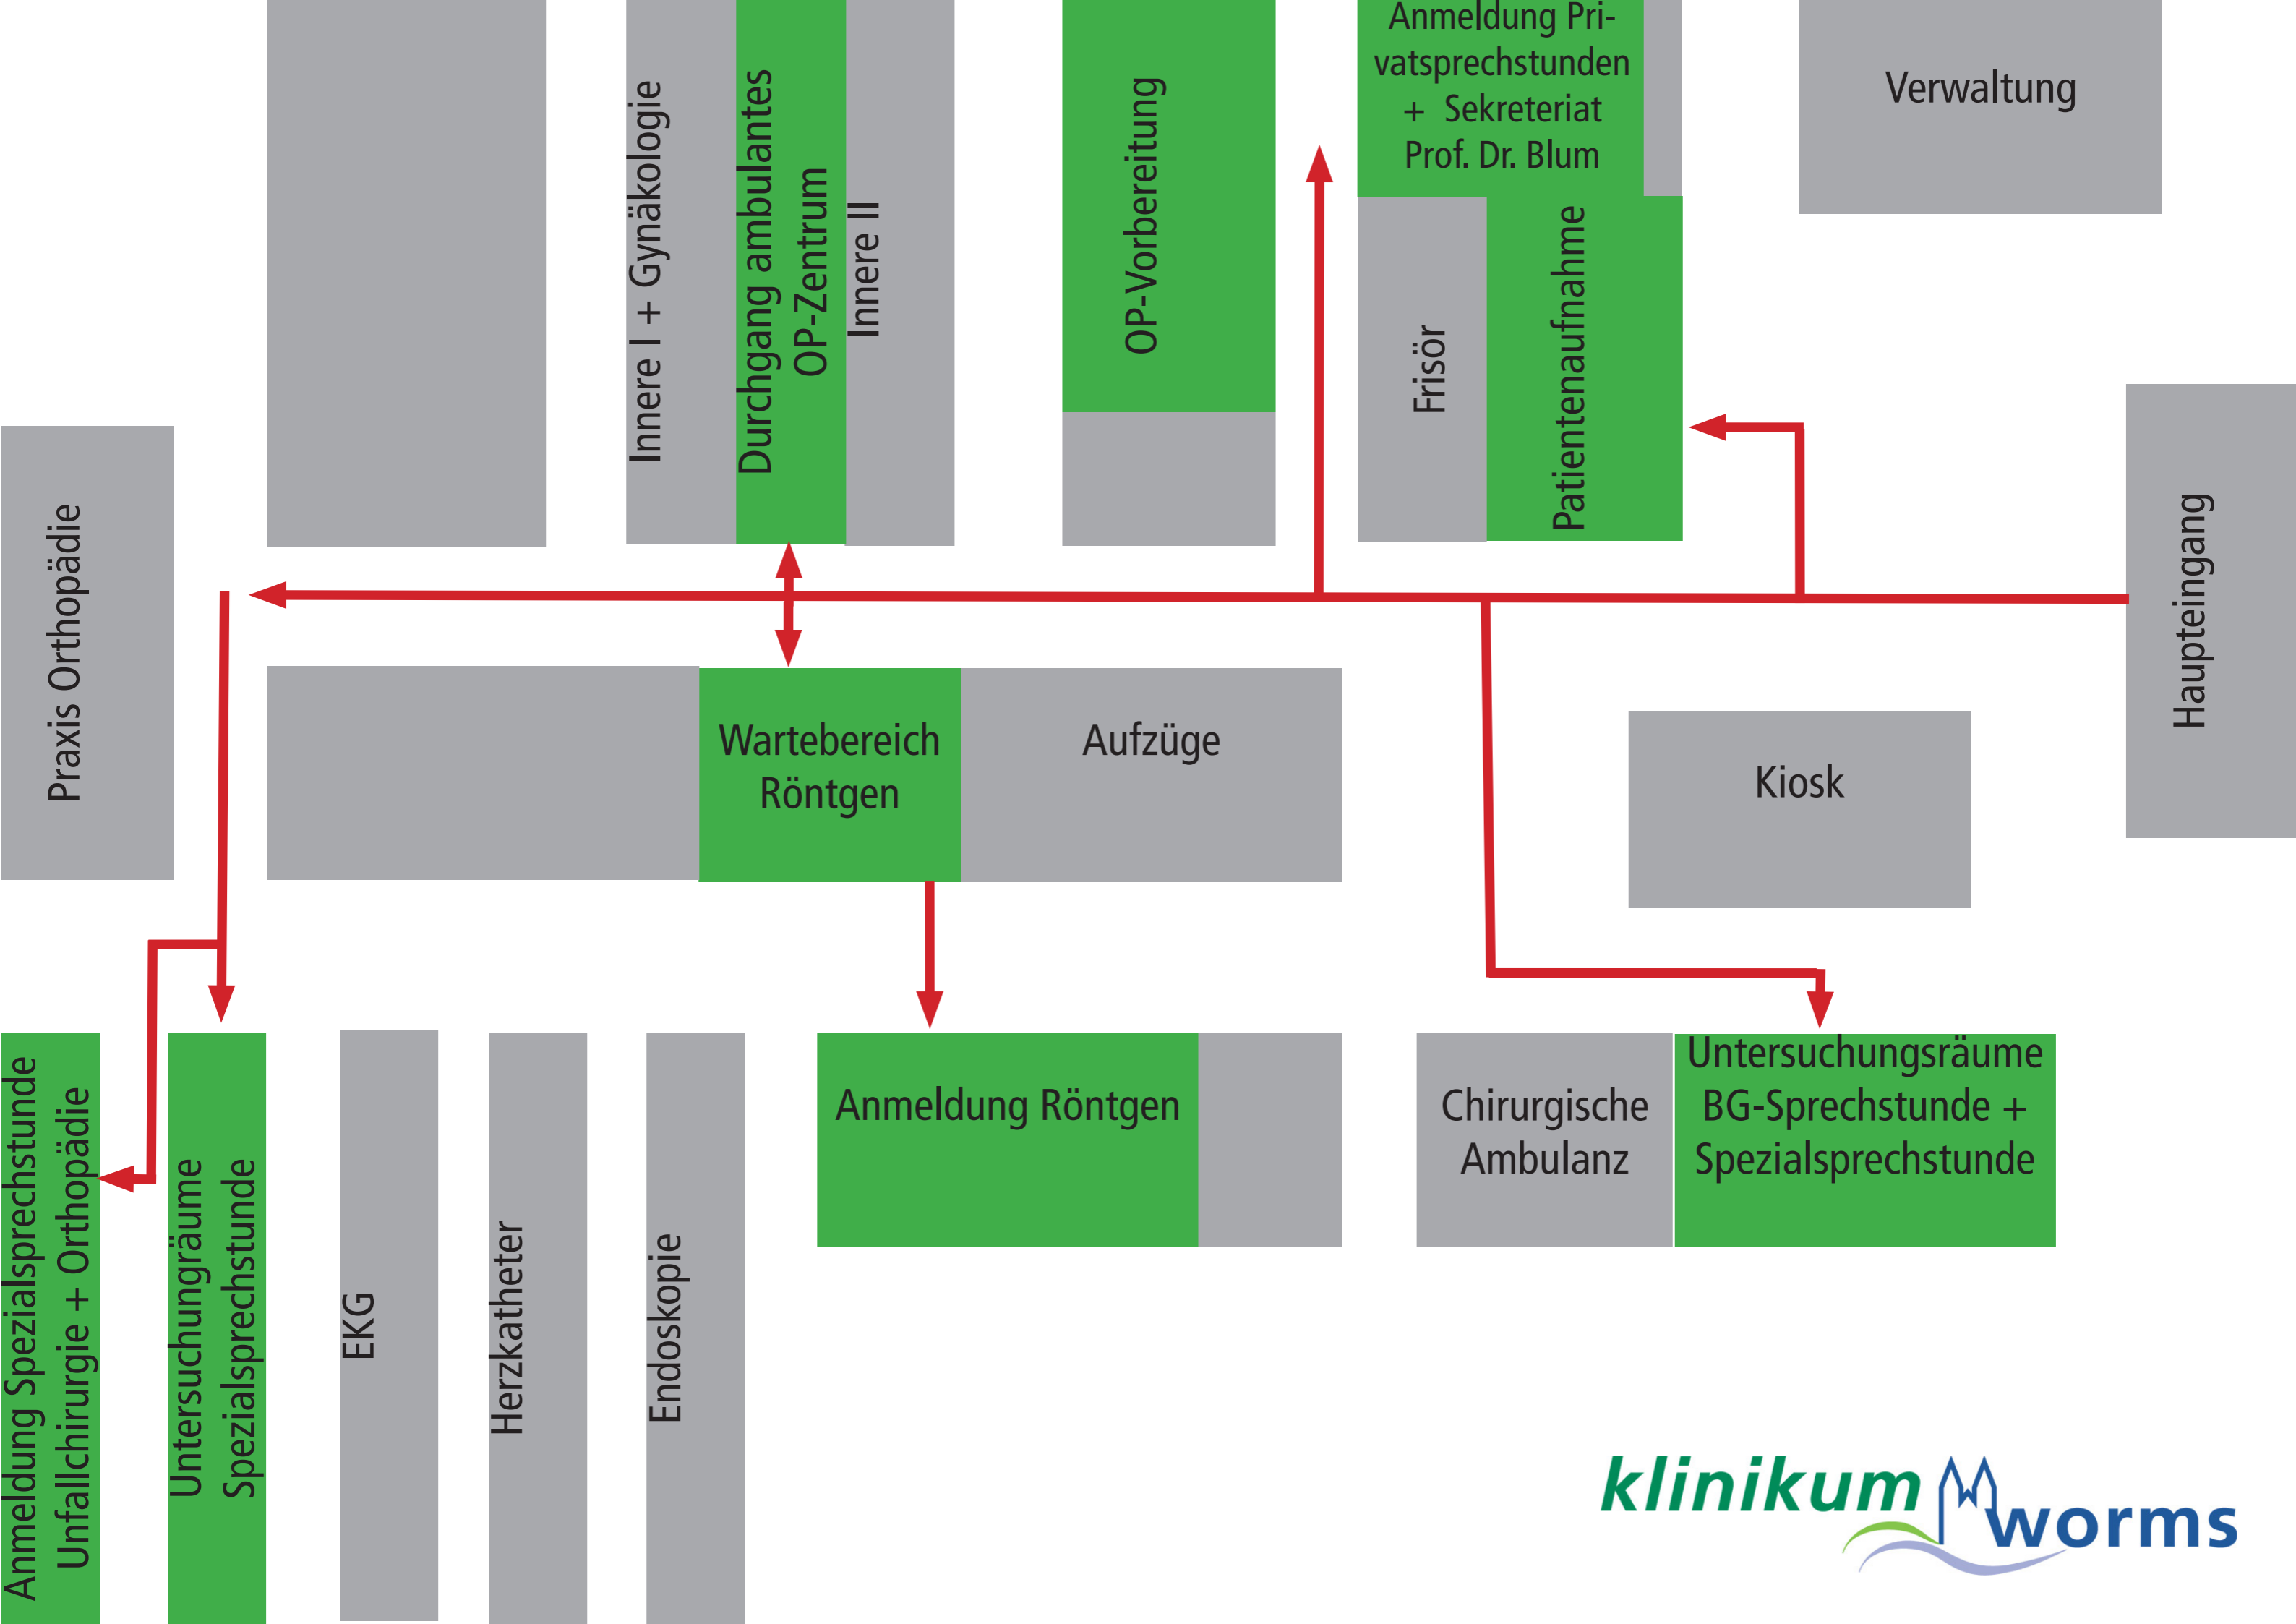 Anmeldung Pri-
vatsprechstunden
+ Sekreteriat
Prof. Dr. Blum
Verwaltung
Innere I + Gynäkologie
Durchgang ambulantes
OP-Zentrum
Innere II
OP-Vorbereitung
Frisör
Patientenaufnahme
Praxis Orthopädie
Haupteingang
Wartebereich
Röntgen
Aufzüge
Kiosk
Anmeldung Spezialsprechstunde
Unfallchirurgie + Orthopädie
Untersuchungräume
Spezialsprechstunde
EKG
Herzkatheter
Endoskopie
Anmeldung Röntgen
Chirurgische
Ambulanz
Untersuchungsräume
BG-Sprechstunde +
Spezialsprechstunde
klinikum
worms